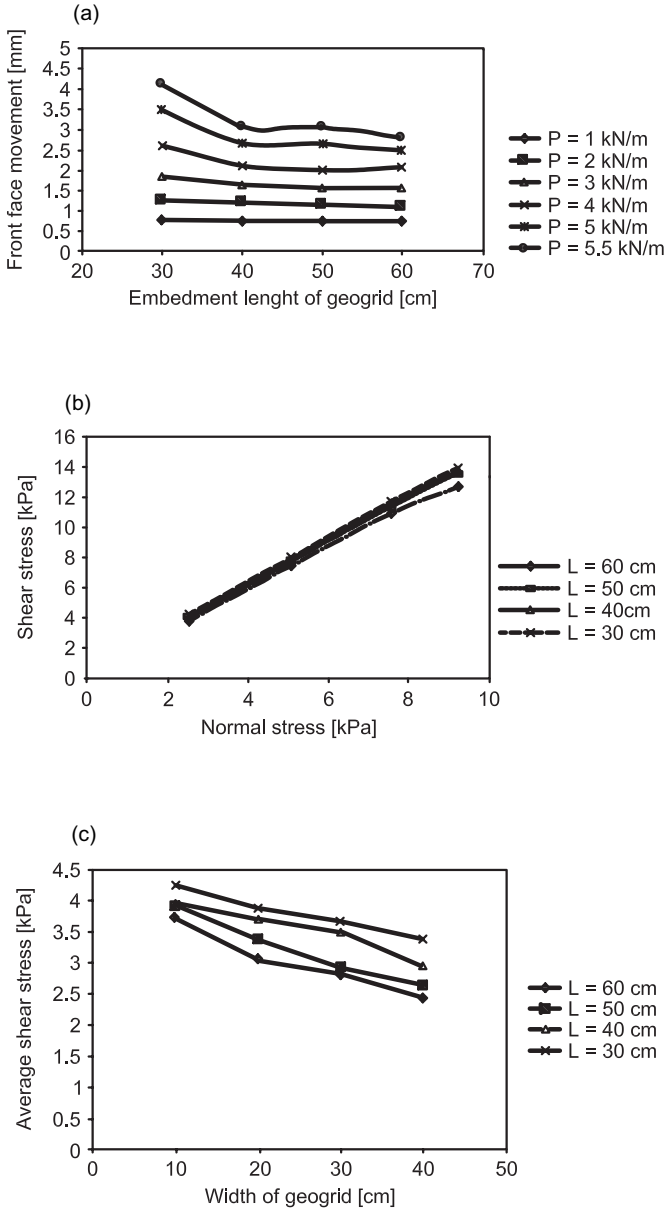 (a)
Front face movement [mm]
5
4.5
4
3.5
3
2.5
2
1.5
1
0.5
0
20 30 40 50 60 70
Embedment lenght of geogrid [cm]
P = 1 kN/m
P = 2 kN/m
P = 3 kN/m
P = 4 kN/m
P = 5 kN/m
P = 5.5 kN/m
(b)
Shear stress [kPa]
16
14
12
10
8
6
4
2
0
0 2 4 6 8 10
Normal stress [kPa]
L = 60 cm
L = 50 cm
L = 40cm
L = 30 cm
(c)
Average shear stress [kPa]
4.5
4
3.5
3
2.5
2
1.5
1
0.5
0
0 10 20 30 40 50
Width of geogrid [cm]
L = 60 cm
L = 50 cm
L = 40 cm
L = 30 cm